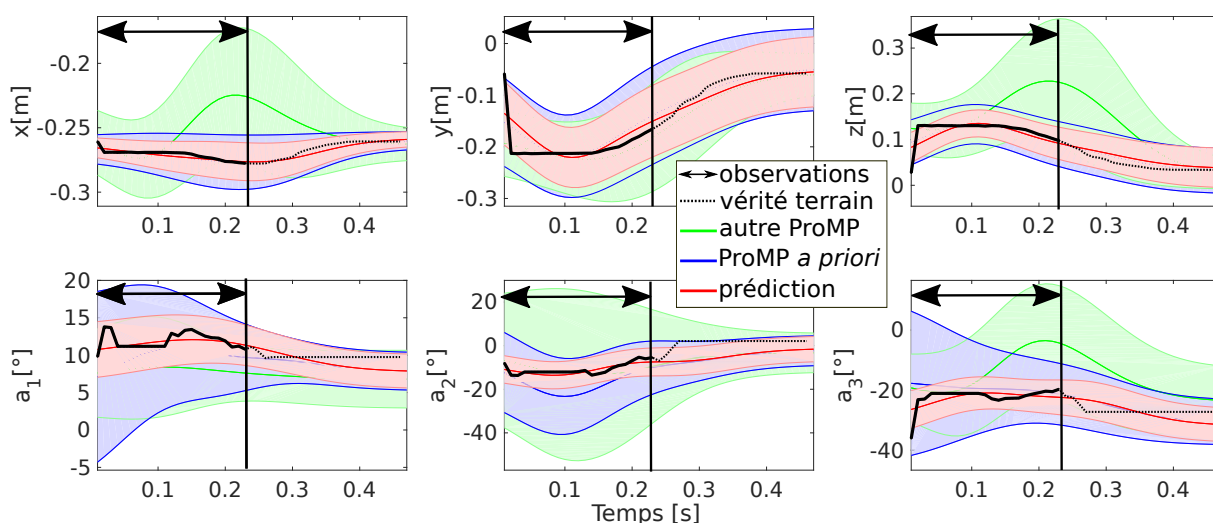 -0.2
-0.25
-0.3
x[m]
0.1 0.2 0.3 0.4
0
-0.1
-0.2
-0.3
y[m]
0.1 0.2
0.3
0.2
0.1
0
z[m]
0.1 0.2 0.3 0.4
observations
vérité terrain
autre ProMP
ProMP a priori
prédiction
20
15
10
5
0
-5
a1[°]
0.1 0.2 0.3 0.4
20
0
-20
-40
a2[°]
0.1 0.2 0.3 0.4
Temps [s]
0
-20
-40
a3[°]
0.1 0.2 0.3 0.4